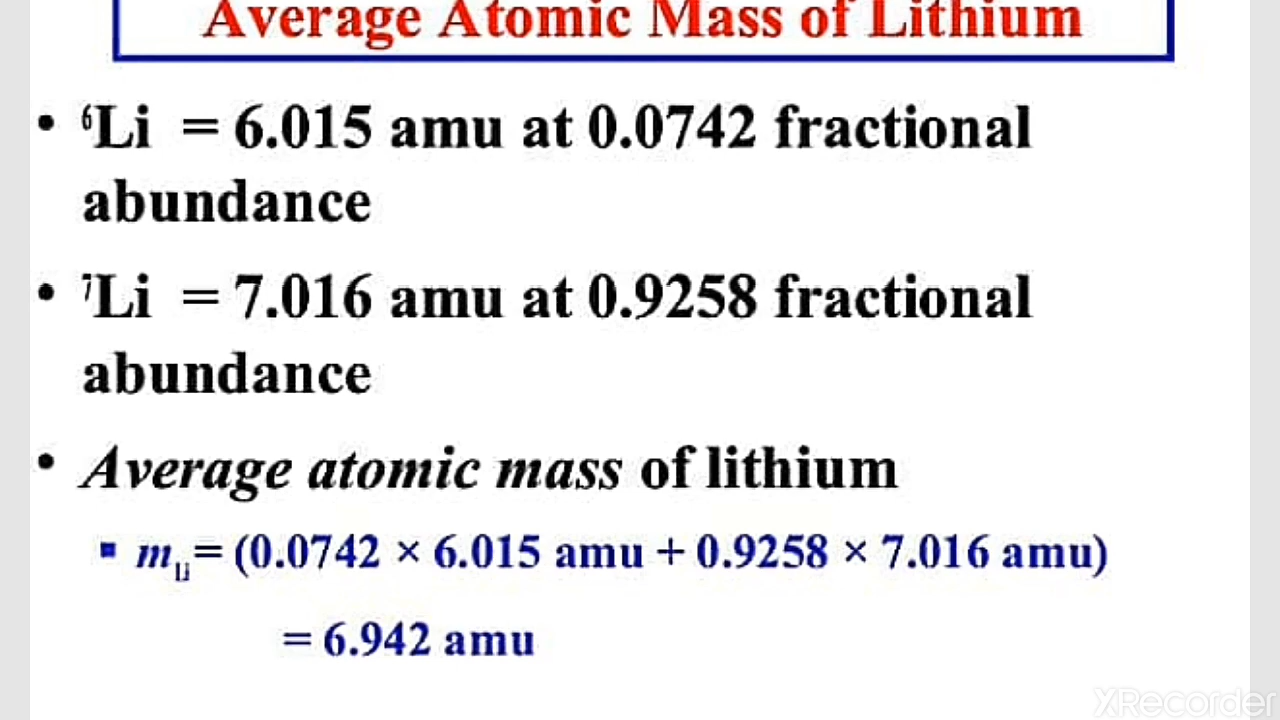 Average Atomic Mass of Lithium
• ⁶Li = 6.015 amu at 0.0742 fractional
abundance
• ⁷Li = 7.016 amu at 0.9258 fractional
abundance
• Average atomic mass of lithium
▪ mLi = (0.0742 × 6.015 amu + 0.9258 × 7.016 amu)
= 6.942 amu
XRecorder